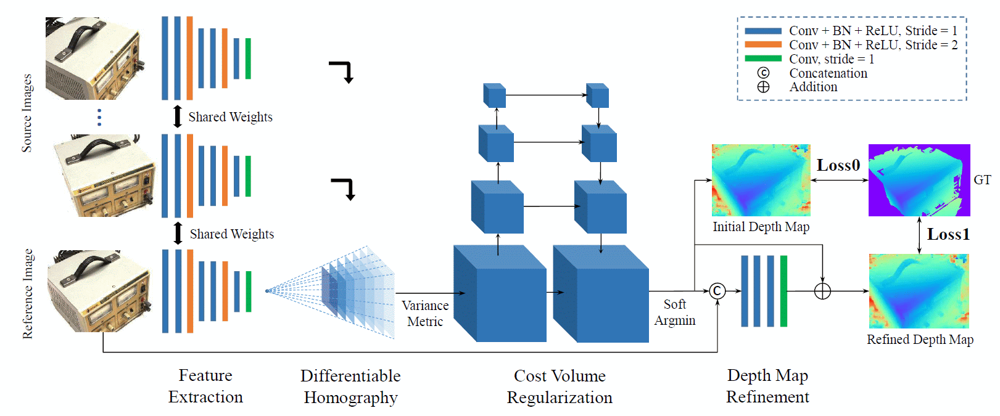 Source Images
Reference Image
Shared Weights
Shared Weights
Variance
Metric
Soft
Argmin
Conv + BN + ReLU, Stride = 1
Conv + BN + ReLU, Stride = 2
Conv, stride = 1
C
Concatenation
Addition
Loss0
GT
Initial Depth Map
Loss1
C
Refined Depth Map
Feature
Extraction
Differentiable
Homography
Cost Volume
Regularization
Depth Map
Refinement